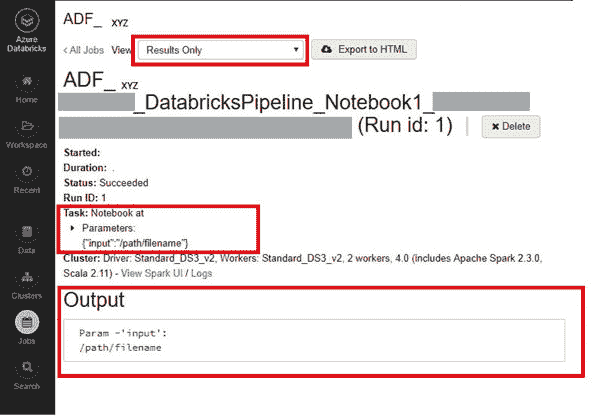 Azure
Databricks
Home
Workspace
Recent
Data
Clusters
Jobs
Search
ADF_ XYZ
< All Jobs View Results Only Export to HTML
ADF_ XYZ
_DatabricksPipeline_Notebook1_
(Run id: 1) | × Delete
Started:
Duration: .
Status: Succeeded
Run ID: 1
Task: Notebook at
Parameters:
{"input":"/path/filename"}
Cluster: Driver: Standard_DS3_v2, Workers: Standard_DS3_v2, 2 workers, 4.0 (includes Apache Spark 2.3.0,
Scala 2.11) - View Spark UI / Logs
Output
Param -'input':
/path/filename